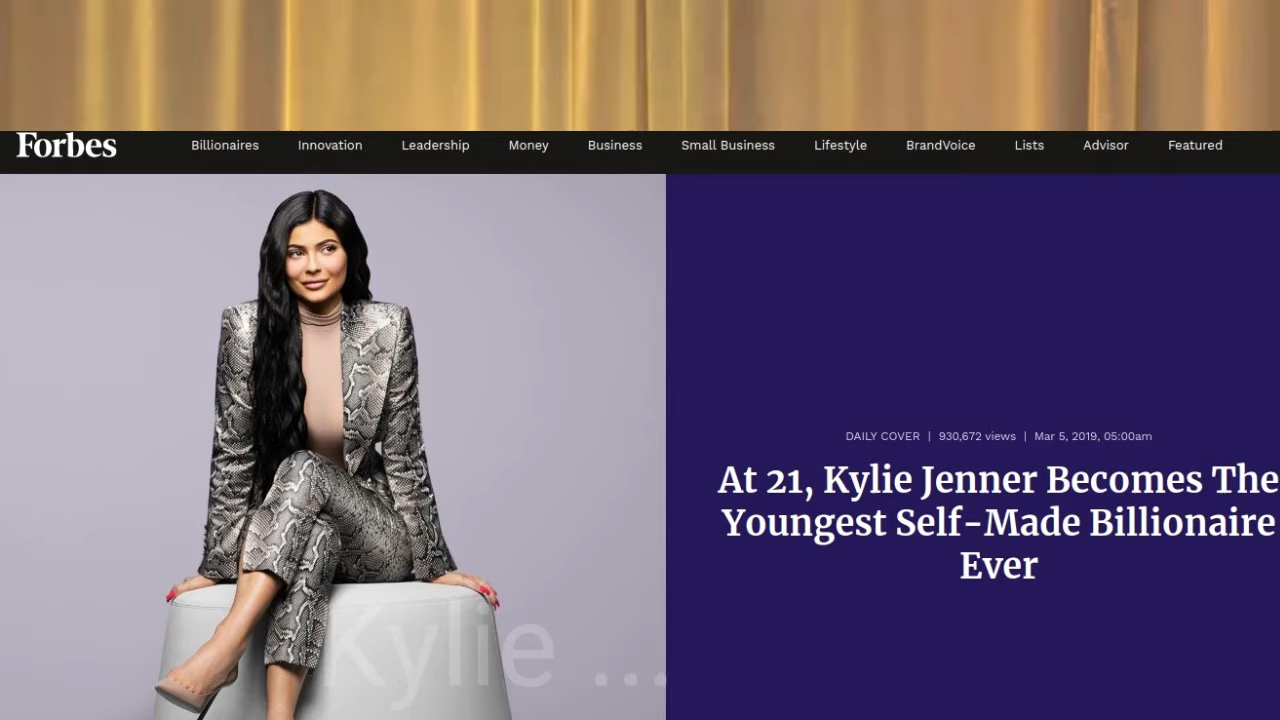 Forbes Billionaires Innovation Leadership Money Business Small Business Lifestyle BrandVoice Lists Advisor Featured
DAILY COVER | 930,672 views | Mar 5, 2019, 05:00am
At 21, Kylie Jenner Becomes The
Youngest Self-Made Billionaire
Ever
Kylie ...